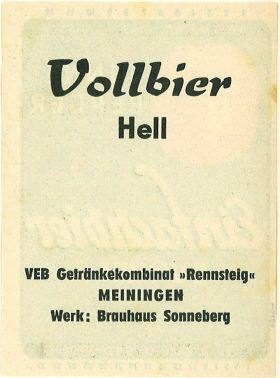 Vollbier
Hell
VEB Getränkekombinat »Rennsteig«
MEININGEN
Werk: Brauhaus Sonneberg